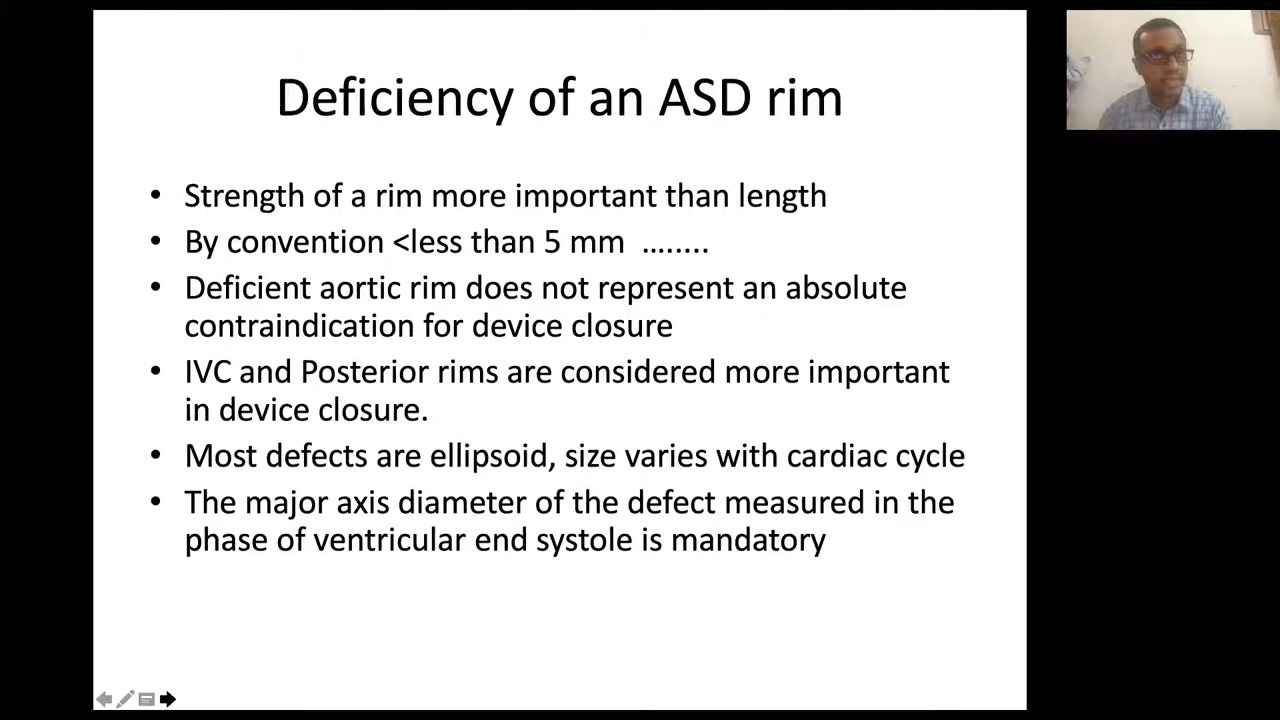 Deficiency of an ASD rim
• Strength of a rim more important than length
• By convention <less than 5 mm ........
• Deficient aortic rim does not represent an absolute
contraindication for device closure
• IVC and Posterior rims are considered more important
in device closure.
• Most defects are ellipsoid, size varies with cardiac cycle
• The major axis diameter of the defect measured in the
phase of ventricular end systole is mandatory